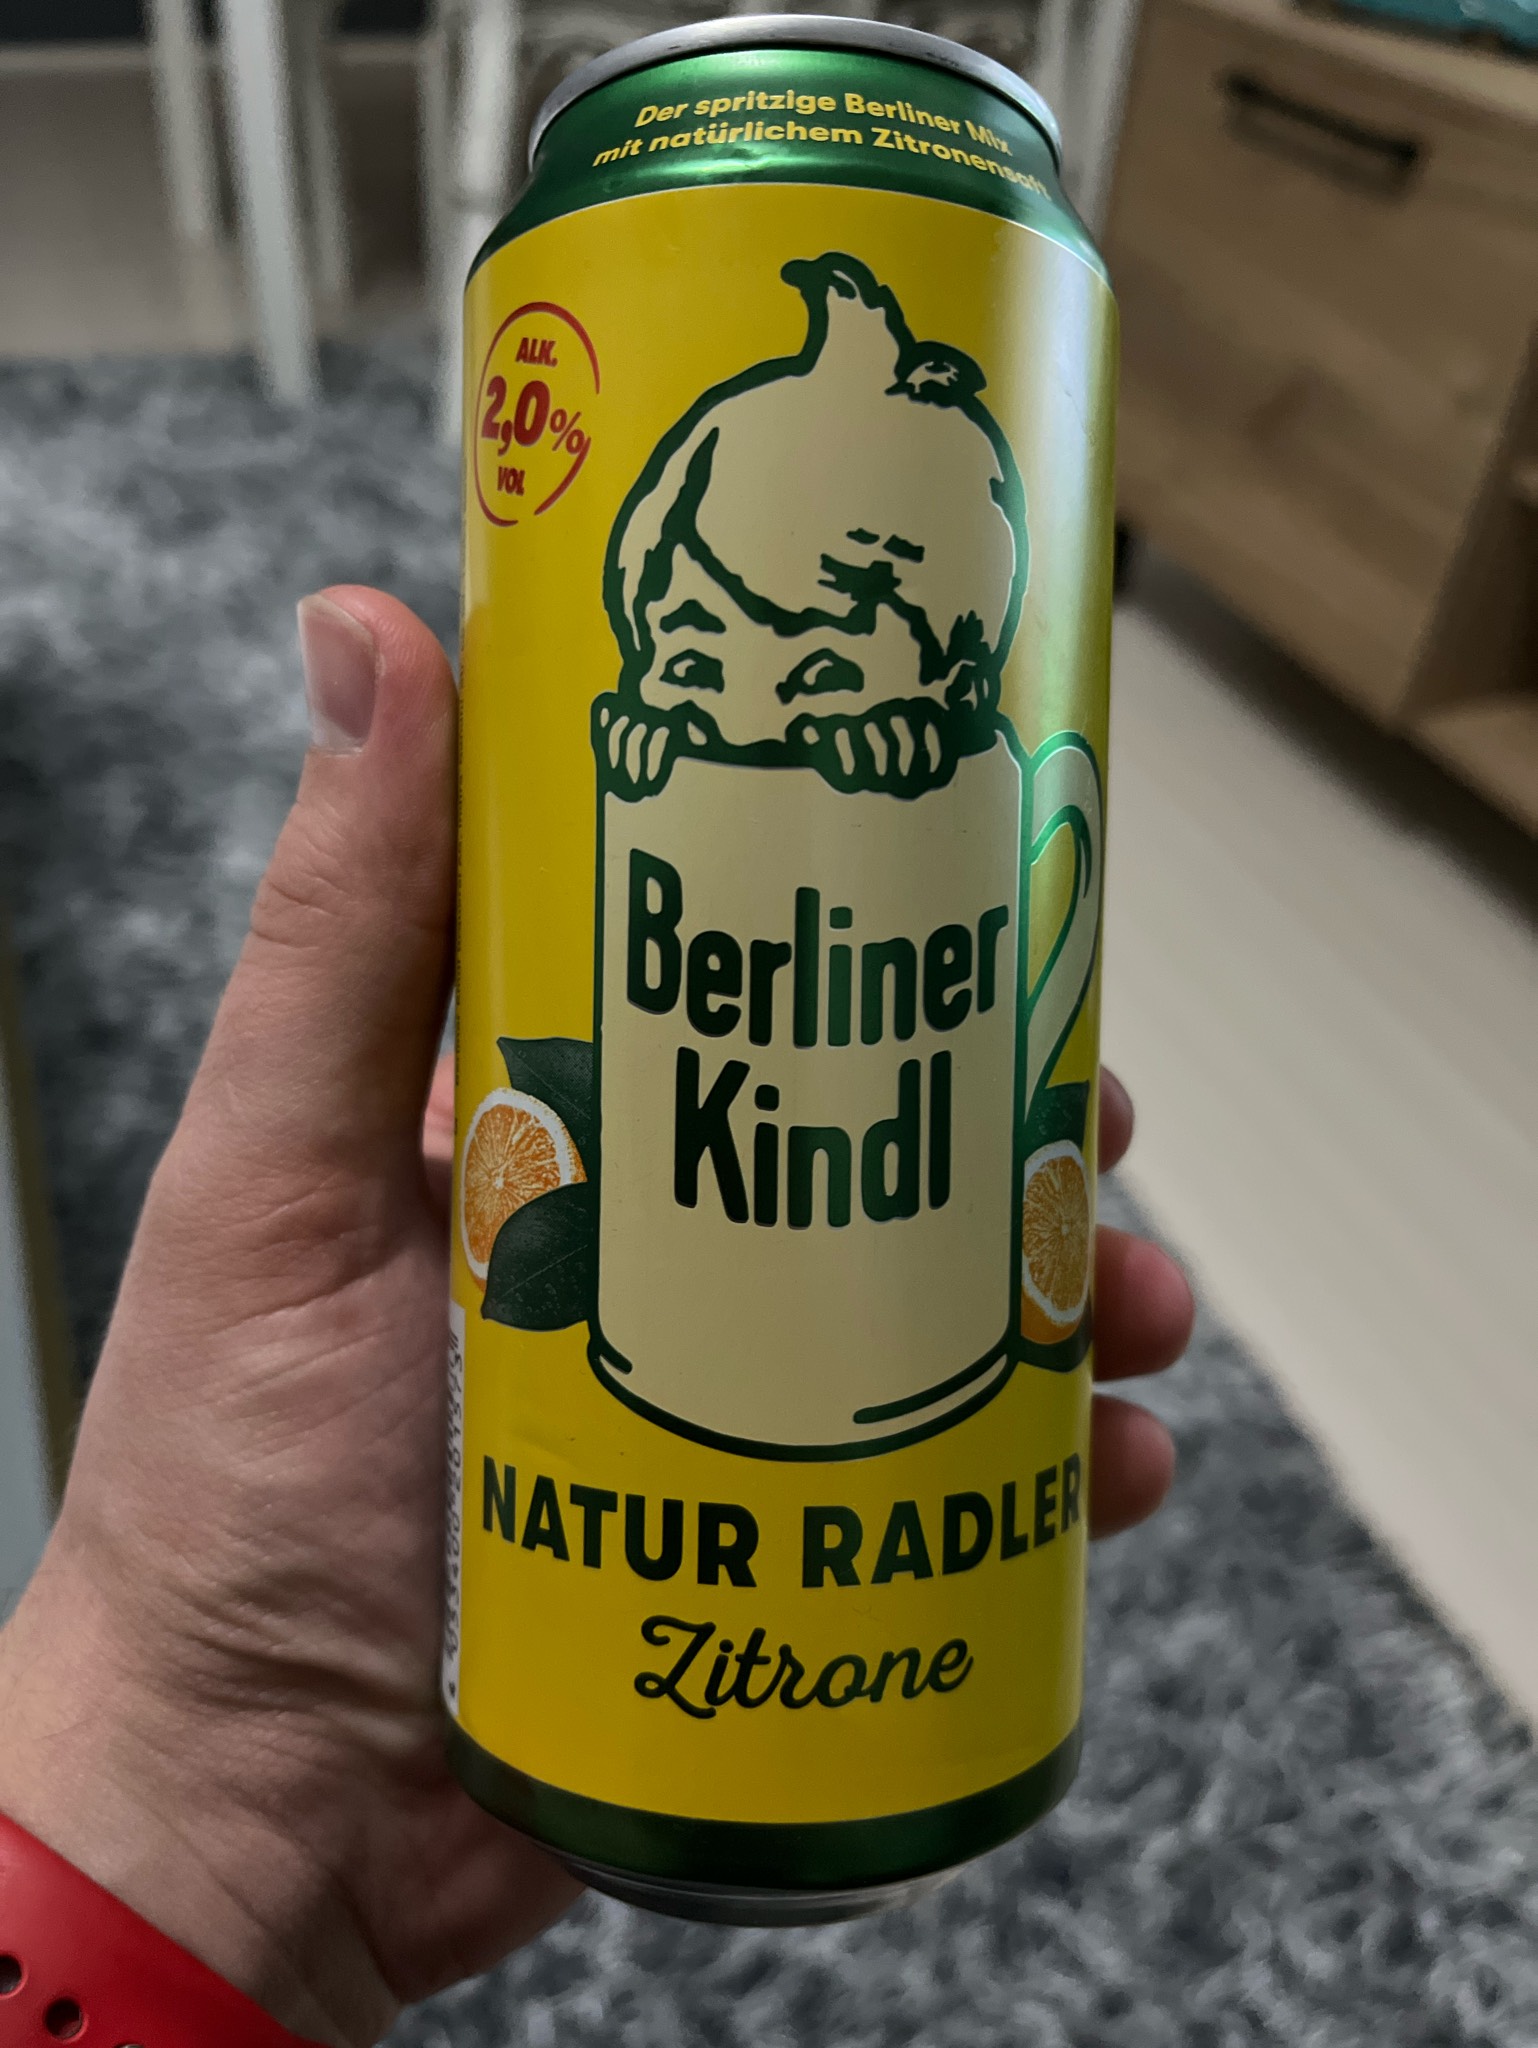 Der spritzige Berliner Mix
mit natürlichem Zitronensaft
ALK.
2,0%
VOL
Berliner
Kindl
NATUR RADLER
Zitrone